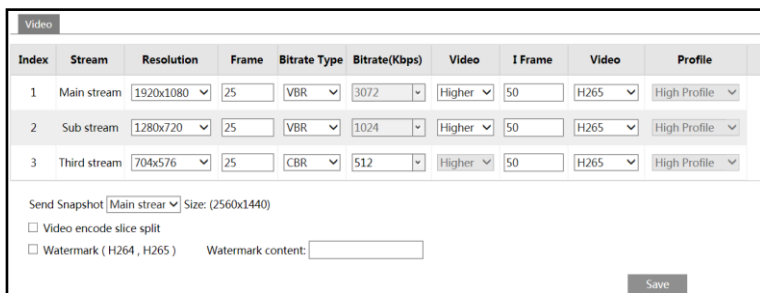 Video
Index Stream Resolution Frame Bitrate Type Bitrate(Kbps) Video I Frame Video Profile
1 Main stream 1920x1080 25 VBR 3072 Higher 50 H265 High Profile
2 Sub stream 1280x720 25 VBR 1024 Higher 50 H265 High Profile
3 Third stream 704x576 25 CBR 512 Higher 50 H265 High Profile
Send Snapshot Main strear Size: (2560x1440)
Video encode slice split
Watermark ( H264 , H265 ) Watermark content:
Save